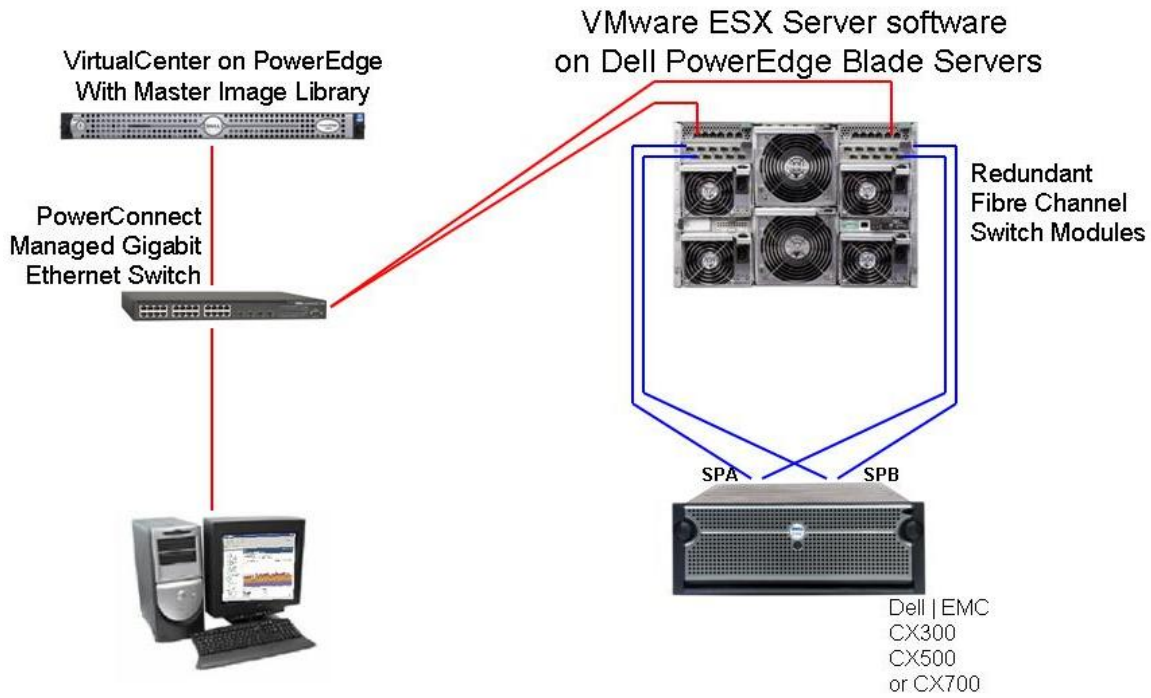 VMware ESX Server software
on Dell PowerEdge Blade Servers
VirtualCenter on PowerEdge
With Master Image Library
PowerConnect
Managed Gigabit
Ethernet Switch
Redundant
Fibre Channel
Switch Modules
SPA
SPB
Dell | EMC
CX300
CX500
or CX700